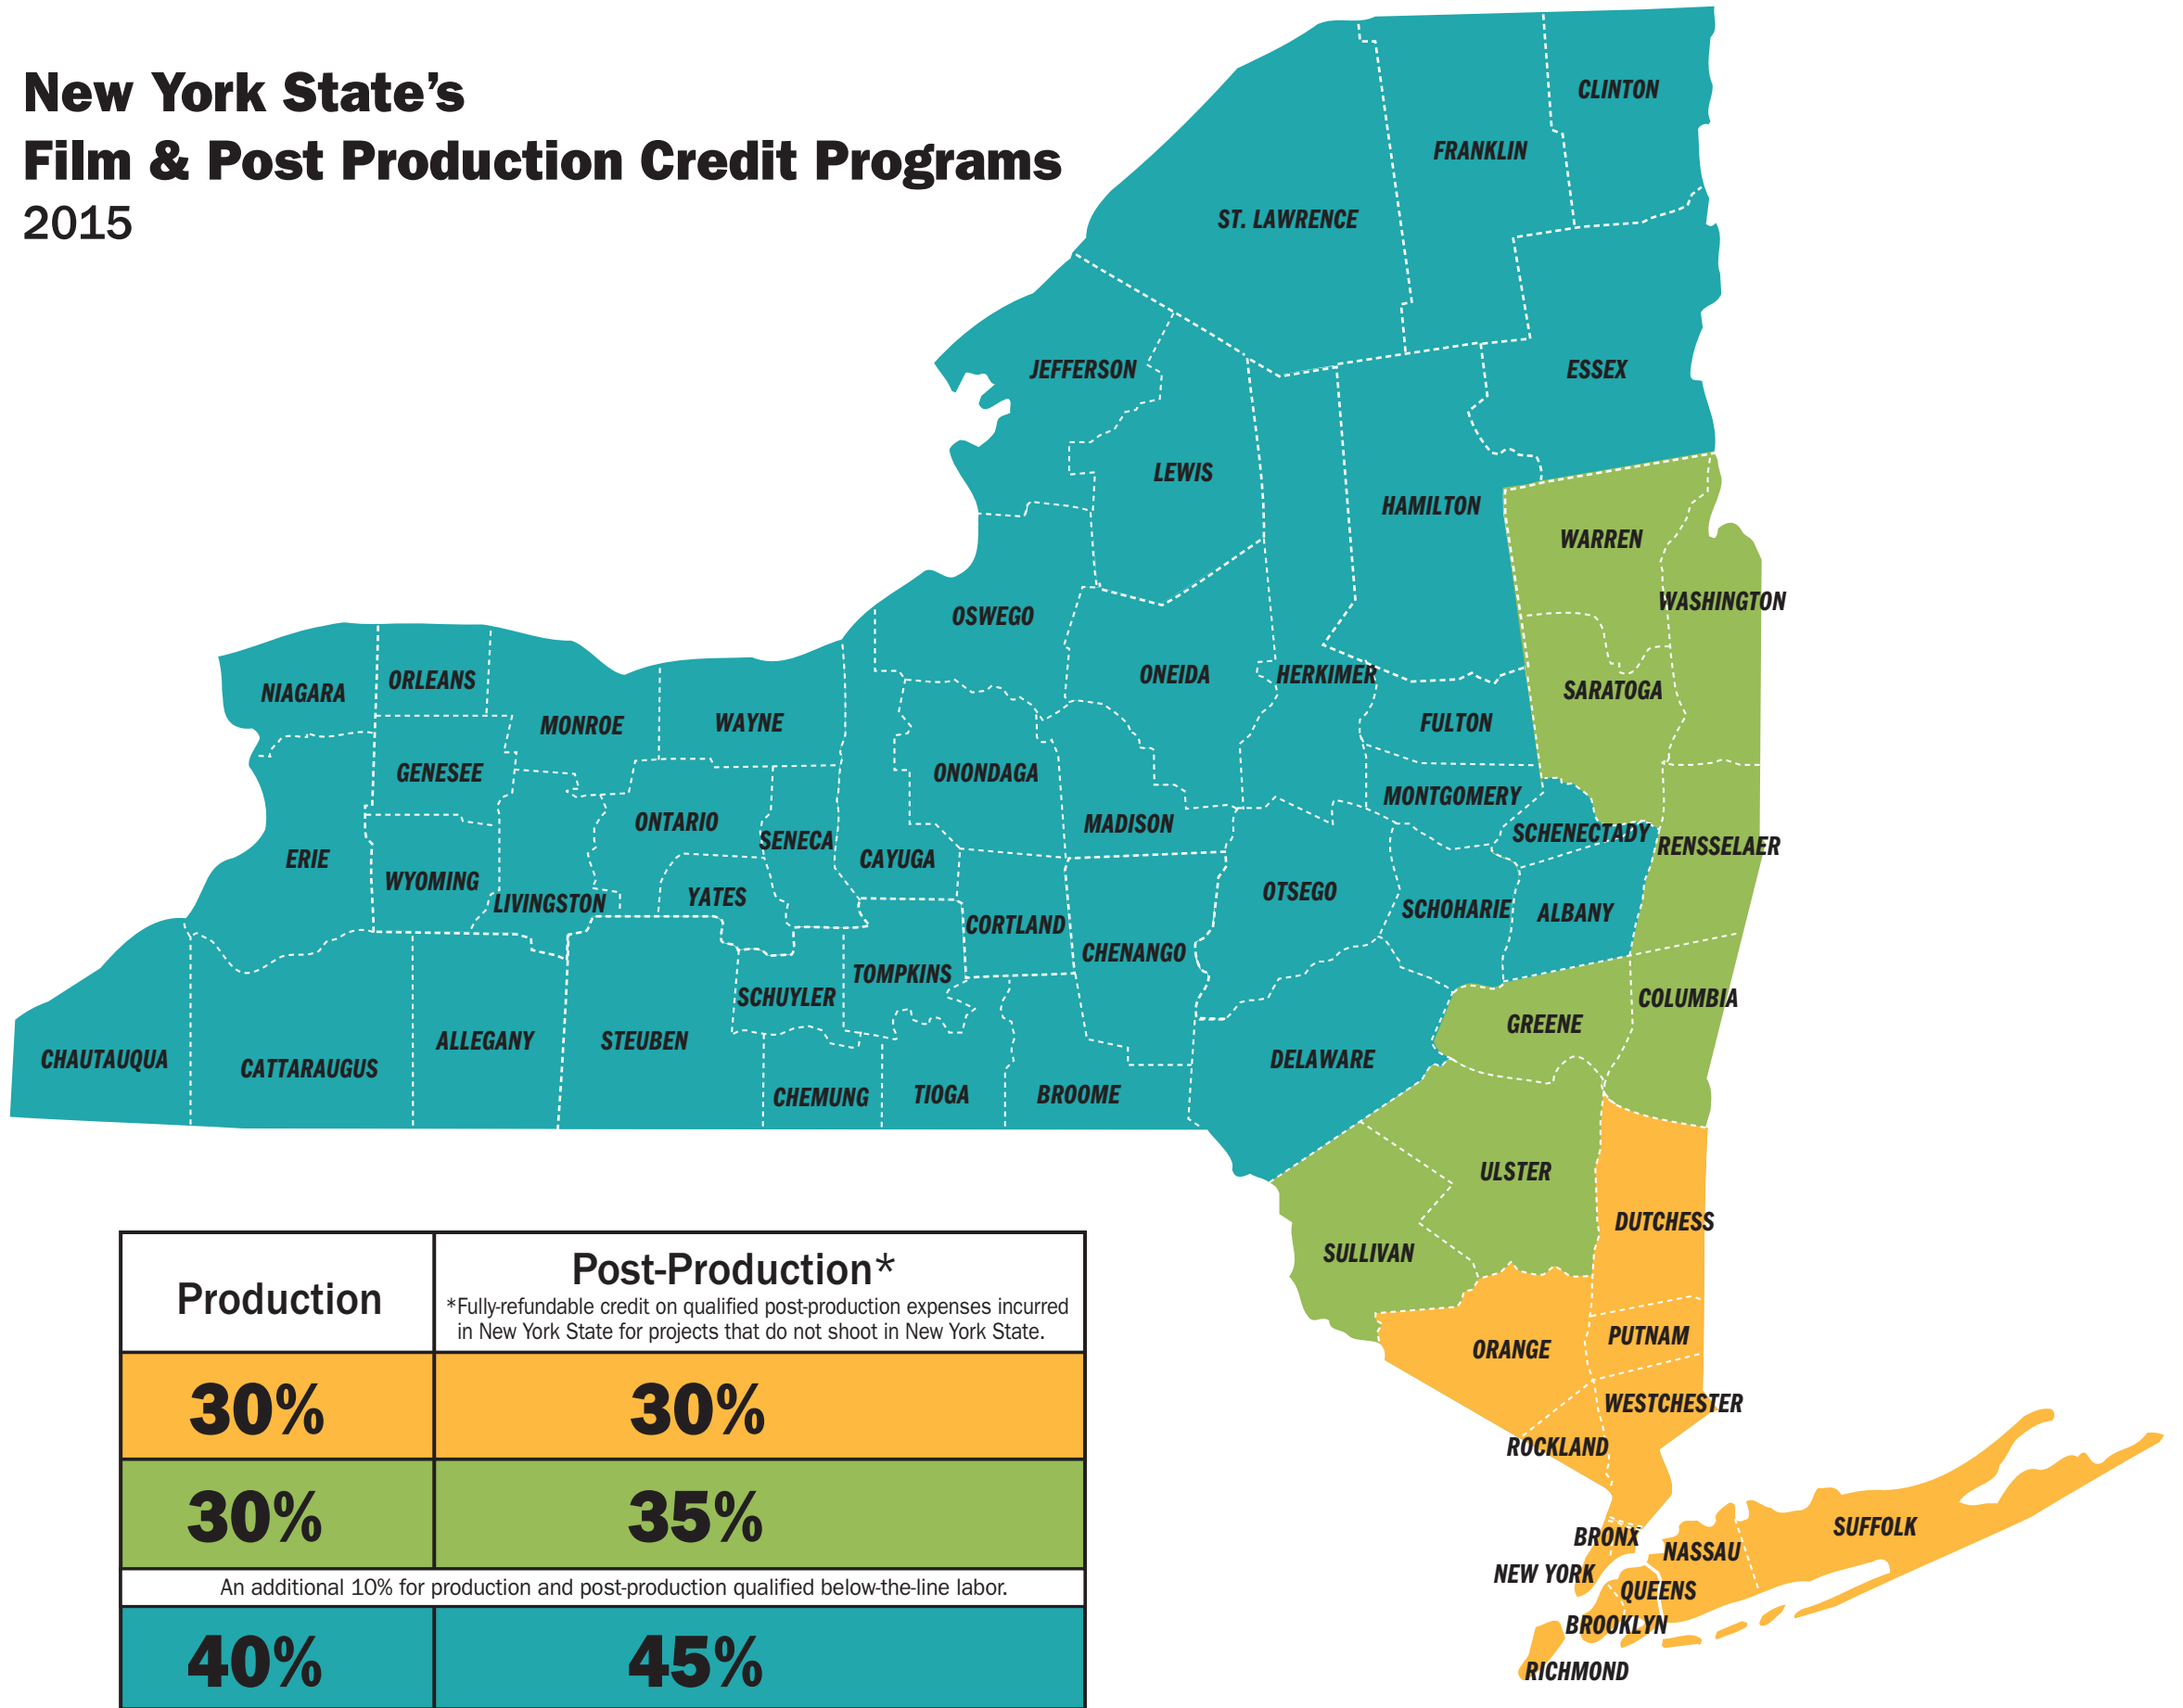 New York State's
Film & Post Production Credit Programs
2015
CLINTON
FRANKLIN
ST. LAWRENCE
JEFFERSON
ESSEX
LEWIS
HAMILTON
WARREN
WASHINGTON
OSWEGO
ONEIDA
HERKIMER
SARATOGA
NIAGARA
ORLEANS
MONROE
WAYNE
FULTON
GENESEE
ONONDAGA
MONTGOMERY
ONTARIO
MADISON
SENECA
SCHENECTADY
RENSSELAER
ERIE
CAYUGA
WYOMING
LIVINGSTON
YATES
OTSEGO
SCHOHARIE
ALBANY
CORTLAND
CHENANGO
TOMPKINS
SCHUYLER
COLUMBIA
GREENE
CHAUTAUQUA
CATTARAUGUS
ALLEGANY
STEUBEN
DELAWARE
CHEMUNG
TIOGA
BROOME
ULSTER
DUTCHESS
SULLIVAN
PUTNAM
ORANGE
WESTCHESTER
ROCKLAND
SUFFOLK
BRONX
NASSAU
NEW YORK
QUEENS
BROOKLYN
RICHMOND
Production
Post-Production*
*Fully-refundable credit on qualified post-production expenses incurred
in New York State for projects that do not shoot in New York State.
30%
30%
30%
35%
An additional 10% for production and post-production qualified below-the-line labor.
40%
45%